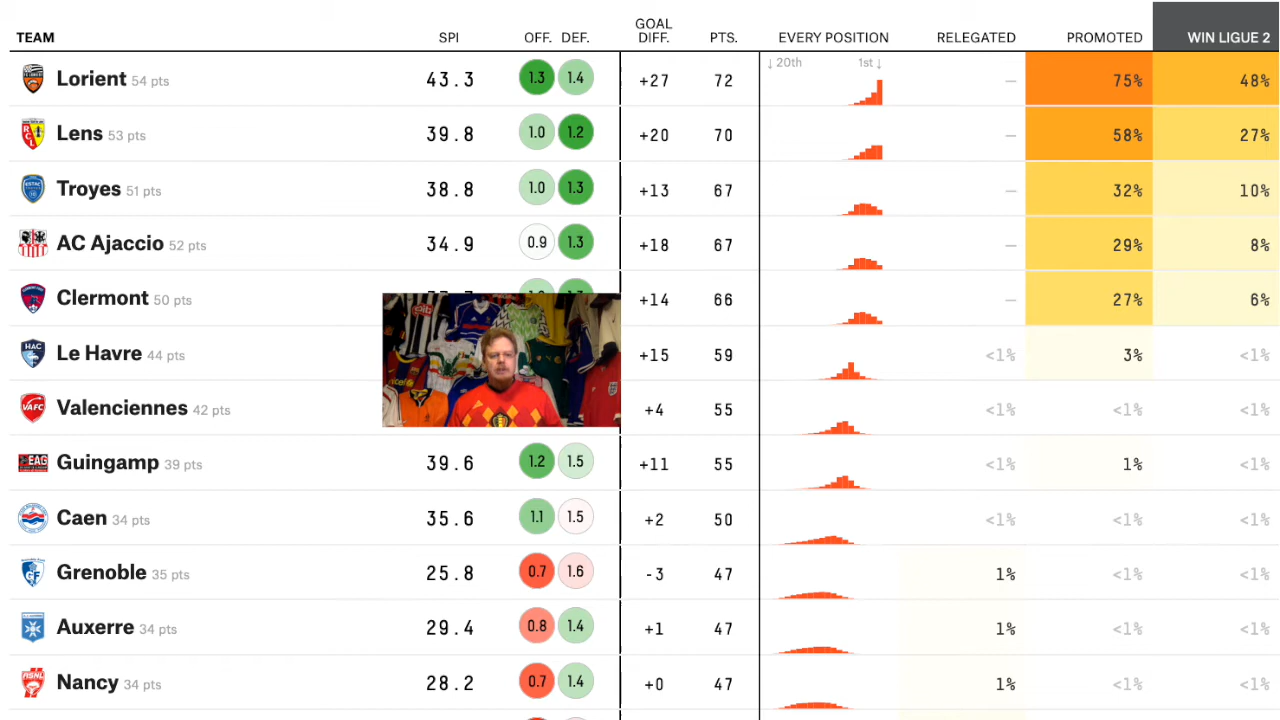 TEAM SPI OFF. DEF. GOAL DIFF. PTS. EVERY POSITION RELEGATED PROMOTED WIN LIGUE 2
↓ 20th 1st ↓
Lorient 54 pts 43.3 1.3 1.4 +27 72 — 75% 48%
Lens 53 pts 39.8 1.0 1.2 +20 70 — 58% 27%
Troyes 51 pts 38.8 1.0 1.3 +13 67 — 32% 10%
AC Ajaccio 52 pts 34.9 0.9 1.3 +18 67 — 29% 8%
Clermont 50 pts +14 66 — 27% 6%
HAC Le Havre 44 pts +15 59 <1% 3% <1%
VAFC Valenciennes 42 pts +4 55 <1% <1% <1%
EAG Guingamp 39 pts 39.6 1.2 1.5 +11 55 <1% 1% <1%
Caen 34 pts 35.6 1.1 1.5 +2 50 <1% <1% <1%
GF Grenoble 35 pts 25.8 0.7 1.6 -3 47 1% <1% <1%
Auxerre 34 pts 29.4 0.8 1.4 +1 47 1% <1% <1%
ASNL Nancy 34 pts 28.2 0.7 1.4 +0 47 1% <1% <1%